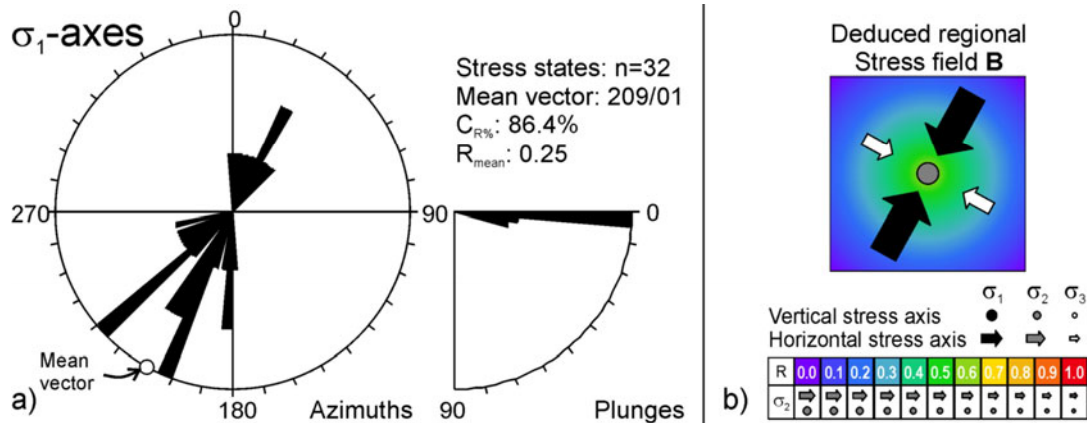 σ1-axes
0
Stress states: n=32
Mean vector: 209/01
CR%: 86.4%
Rmean: 0.25
270
90
0
Mean
vector
180
Azimuths
90
Plunges
a)
Deduced regional
Stress field B
σ1 σ2 σ3
Vertical stress axis
Horizontal stress axis
R 0.0 0.1 0.2 0.3 0.4 0.5 0.6 0.7 0.8 0.9 1.0
σ2
b)